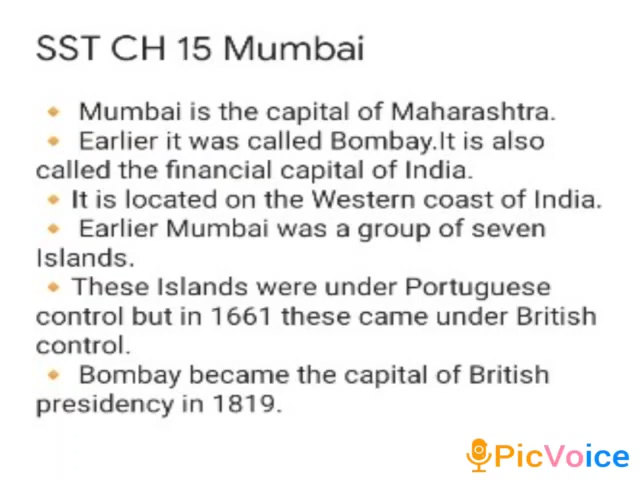 SST CH 15 Mumbai
🔸 Mumbai is the capital of Maharashtra.
🔸 Earlier it was called Bombay.It is also
called the financial capital of India.
🔸 It is located on the Western coast of India.
🔸 Earlier Mumbai was a group of seven
Islands.
🔸 These Islands were under Portuguese
control but in 1661 these came under British
control.
🔸 Bombay became the capital of British
presidency in 1819.
PicVoice